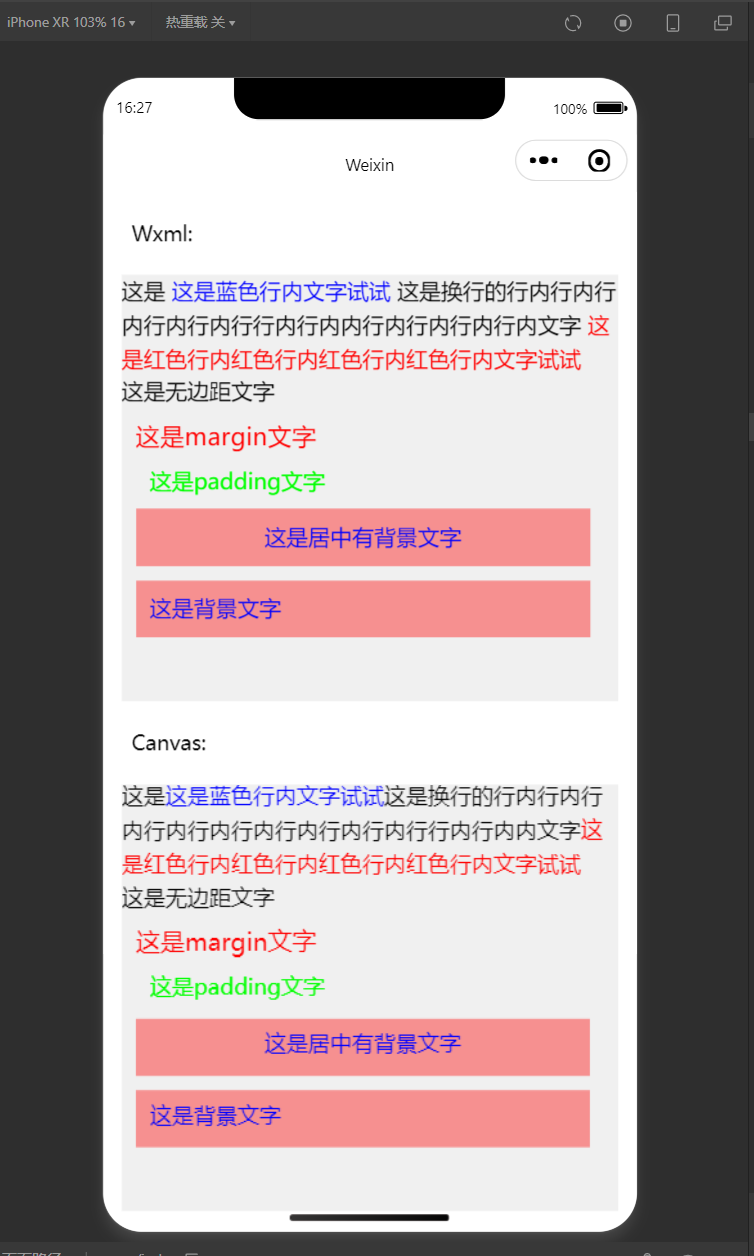 iPhone XR 103% 16 热重载 关
16:27 100%
Weixin
Wxml:
这是 这是蓝色行内文字试试 这是换行的行内行内行
内行内行内行行内行内内行内行内行内行内文字 这
是红色行内红色行内红色行内红色行内文字试试
这是无边距文字
这是margin文字
这是padding文字
这是居中有背景文字
这是背景文字
Canvas:
这是这是蓝色行内文字试试这是换行的行内行内行
内行内行内行内行内行内行内行行内行内内文字这
是红色行内红色行内红色行内红色行内文字试试
这是无边距文字
这是margin文字
这是padding文字
这是居中有背景文字
这是背景文字